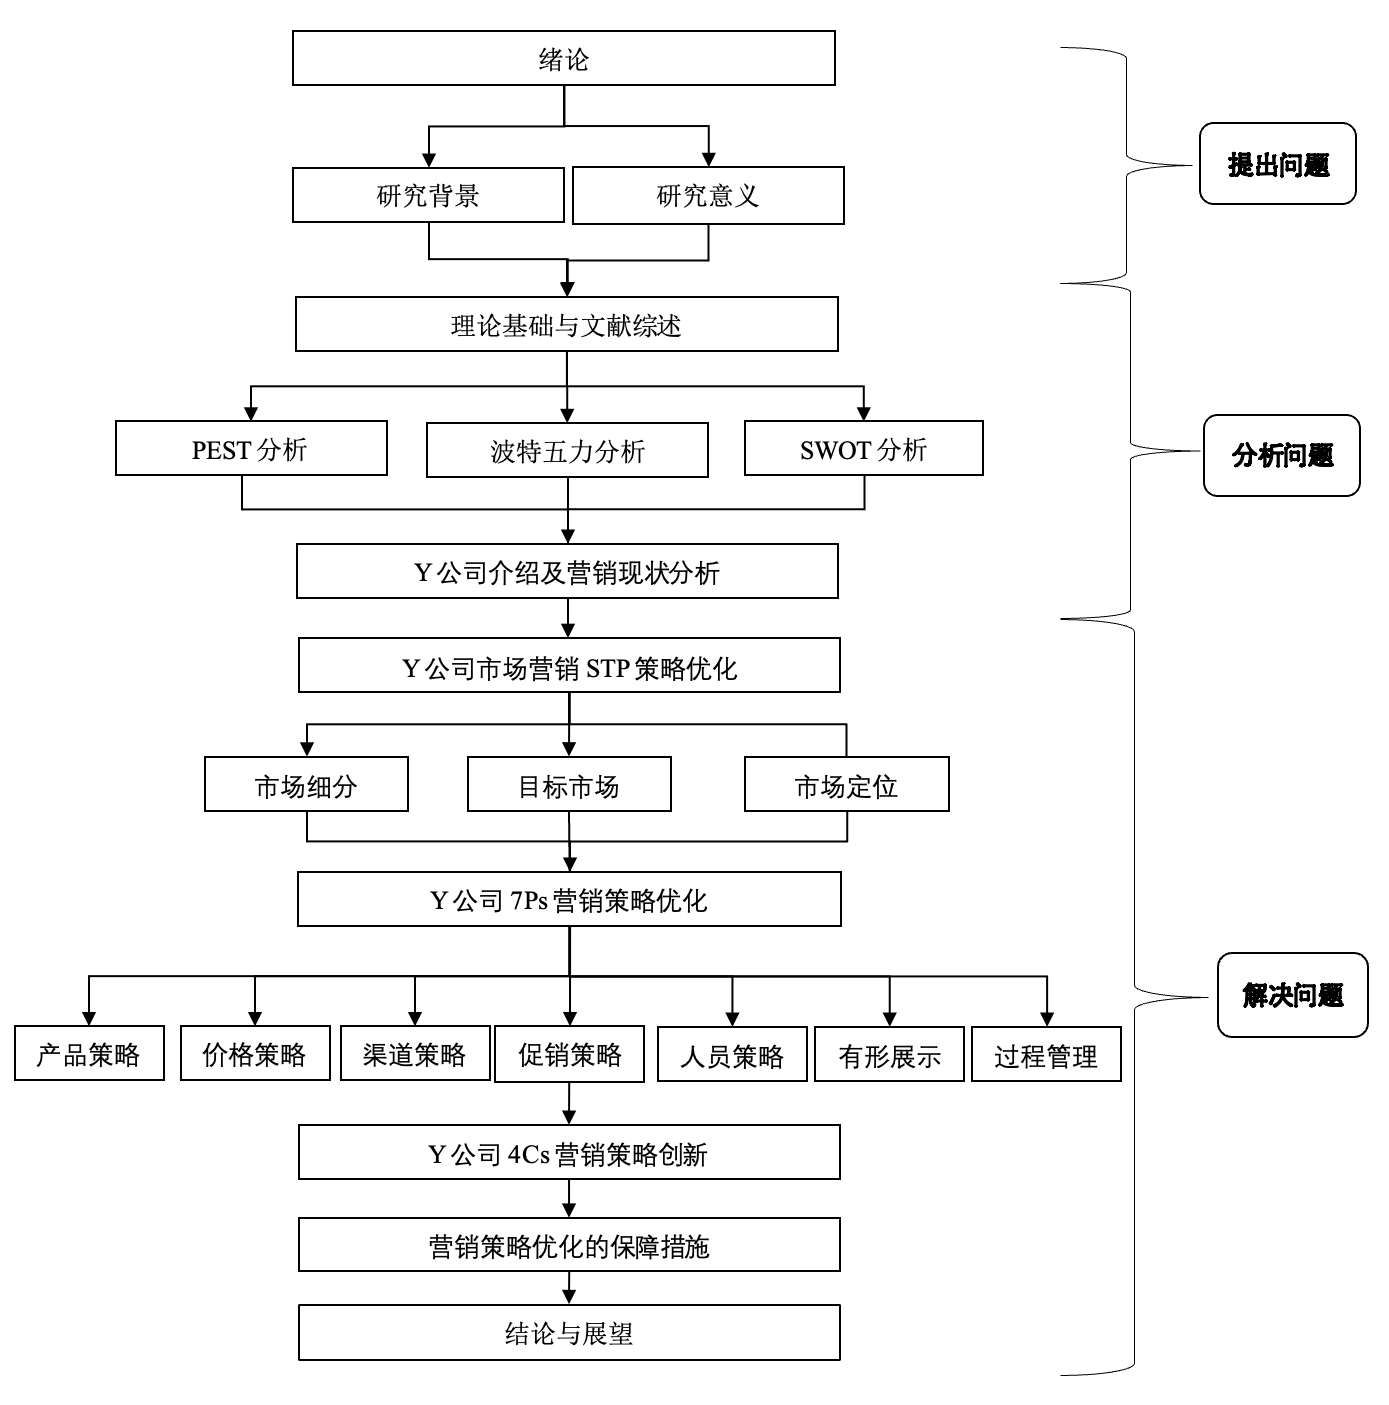 绪论
提出问题
研究背景
研究意义
理论基础与文献综述
PEST 分析
波特五力分析
SWOT 分析
分析问题
Y 公司介绍及营销现状分析
Y 公司市场营销 STP 策略优化
市场细分
目标市场
市场定位
Y 公司 7Ps 营销策略优化
解决问题
产品策略
价格策略
渠道策略
促销策略
人员策略
有形展示
过程管理
Y 公司 4Cs 营销策略创新
营销策略优化的保障措施
结论与展望